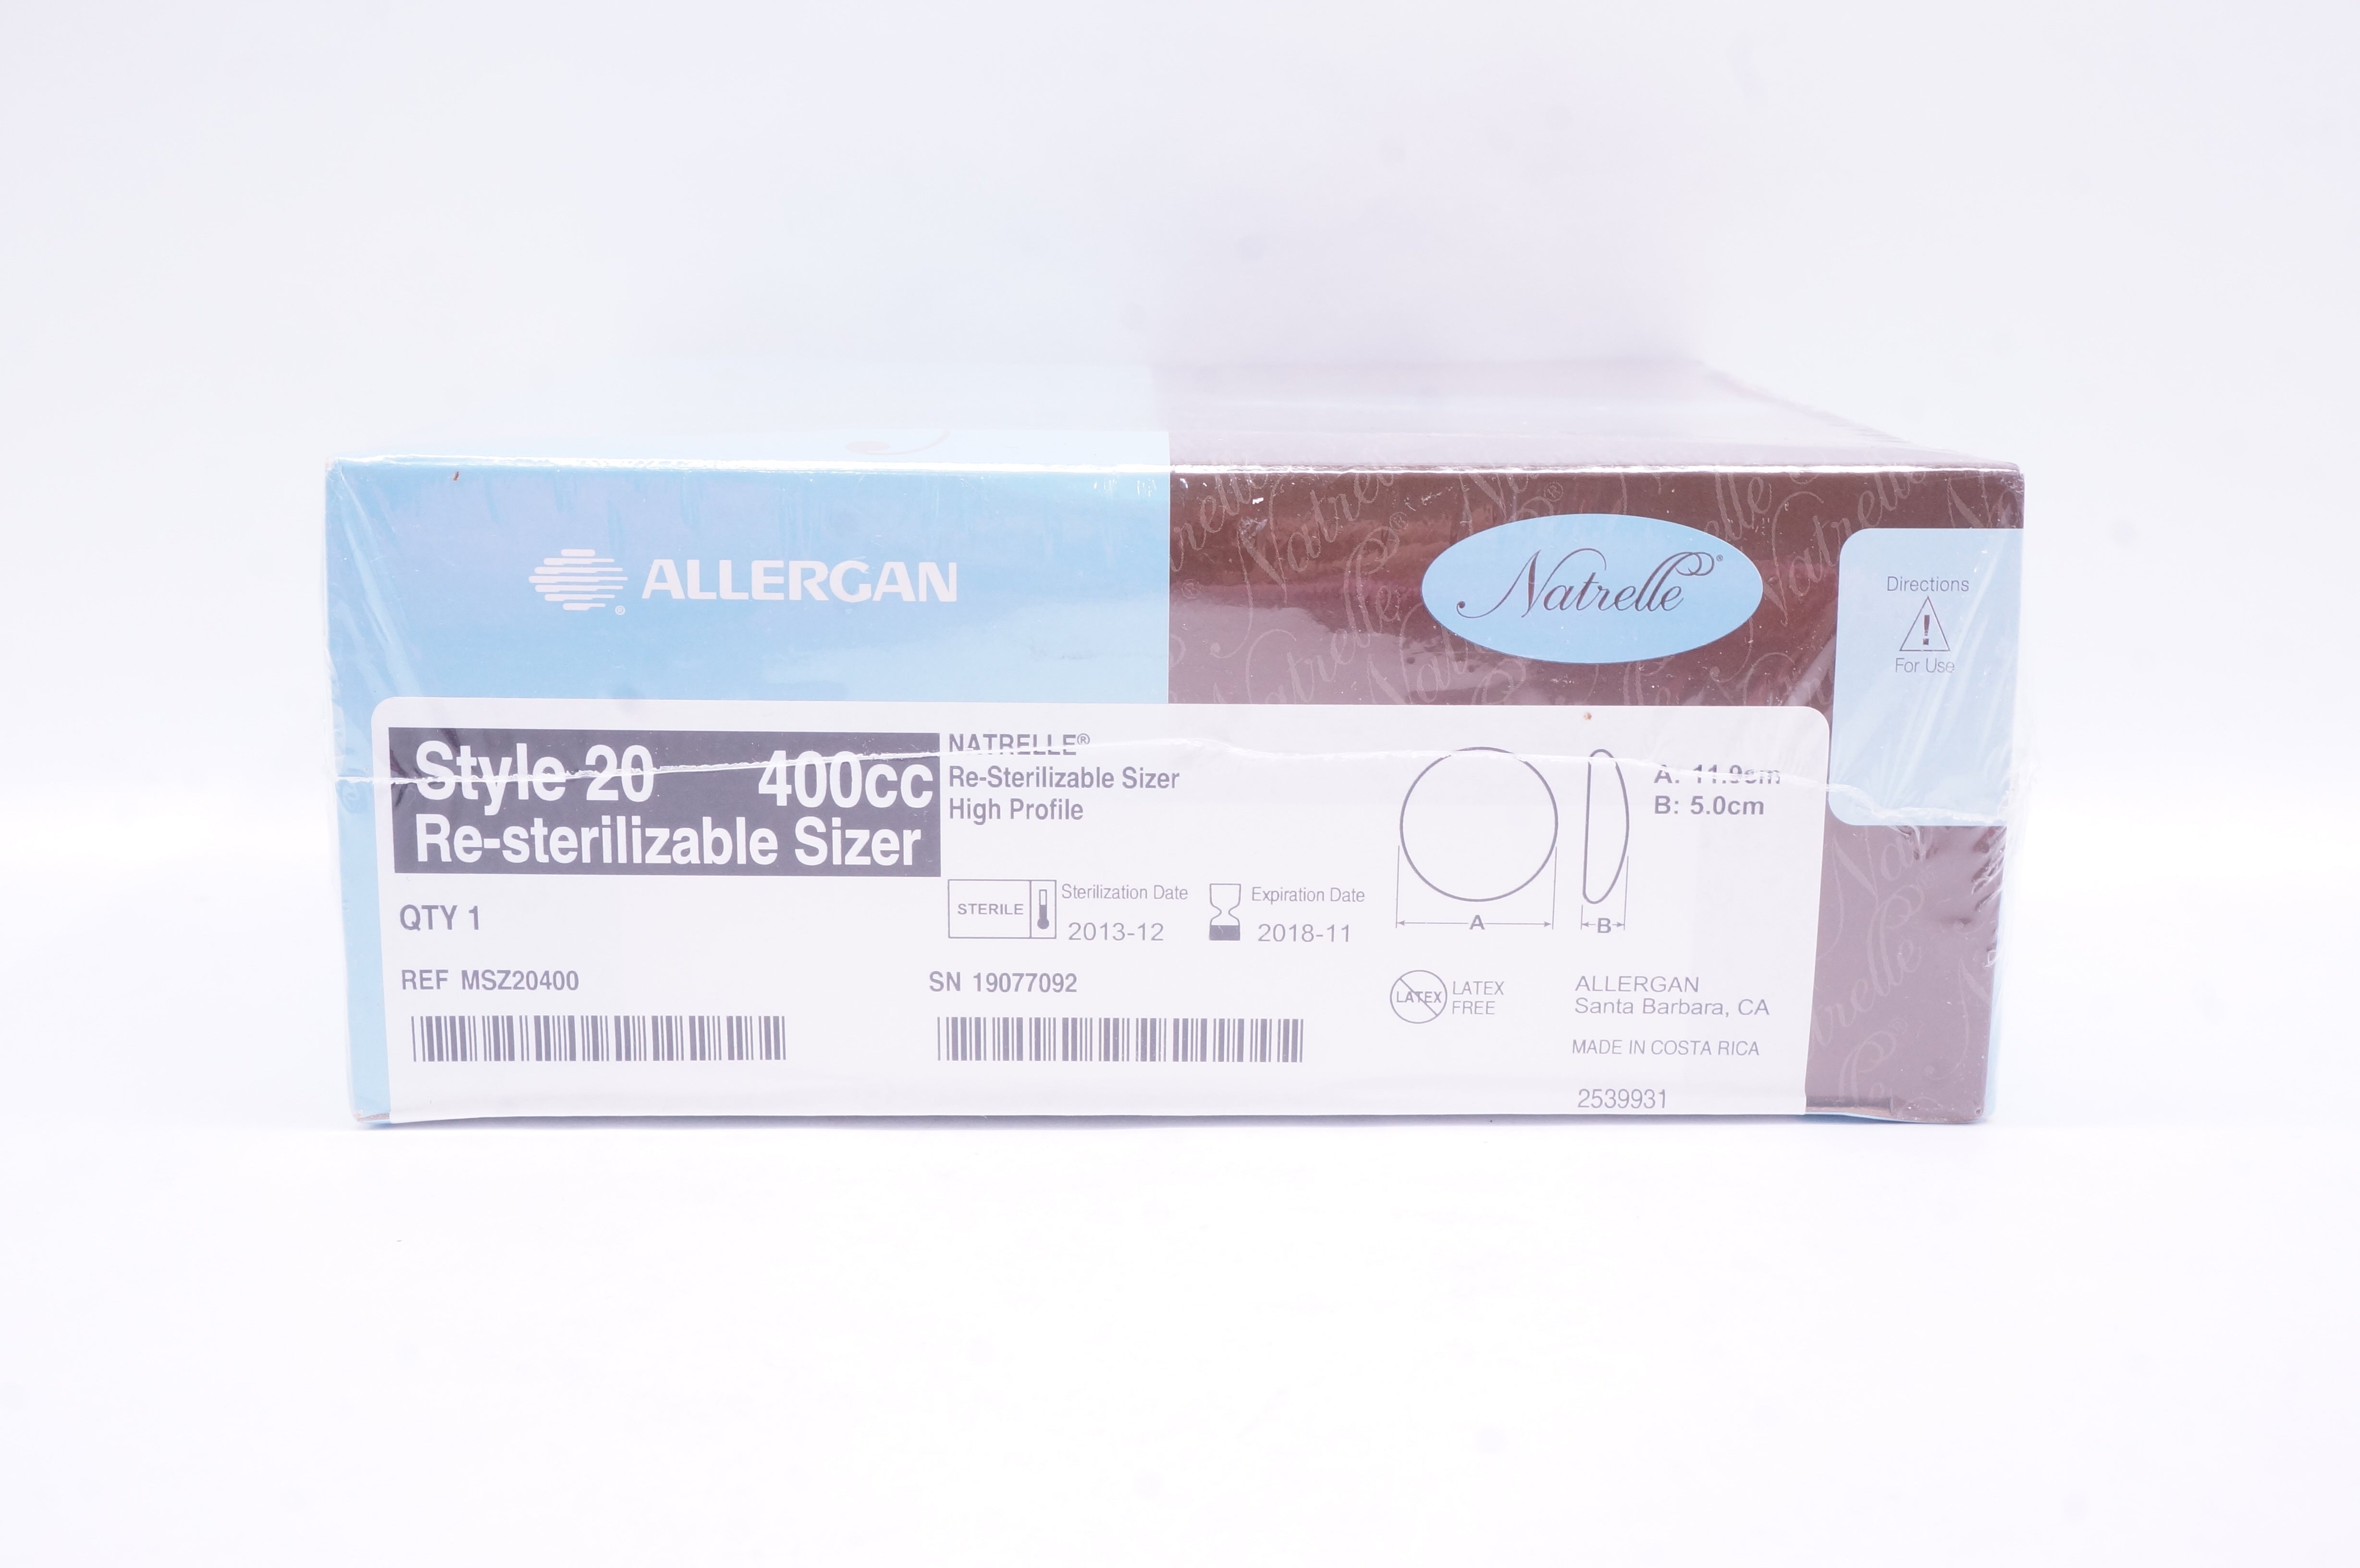 ALLERGAN
®
Natrelle®
Directions
!
For Use
Style 20 400cc
Re-sterilizable Sizer
NATRELLE®
Re-Sterilizable Sizer
High Profile
A: 11.9cm
B: 5.0cm
QTY 1
STERILE
Sterilization Date
2013-12
Expiration Date
2018-11
A
B
REF MSZ20400
SN 19077092
LATEX
LATEX
FREE
ALLERGAN
Santa Barbara, CA
MADE IN COSTA RICA
2539931